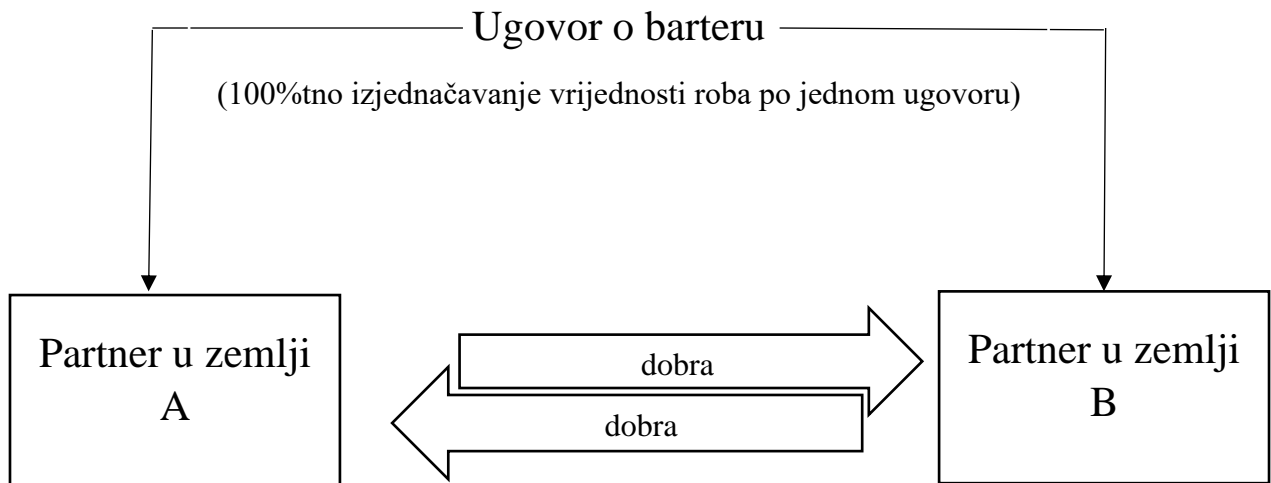 Ugovor o barteru
(100%tno izjednačavanje vrijednosti roba po jednom ugovoru)
Partner u zemlji
A
dobra
dobra
Partner u zemlji
B